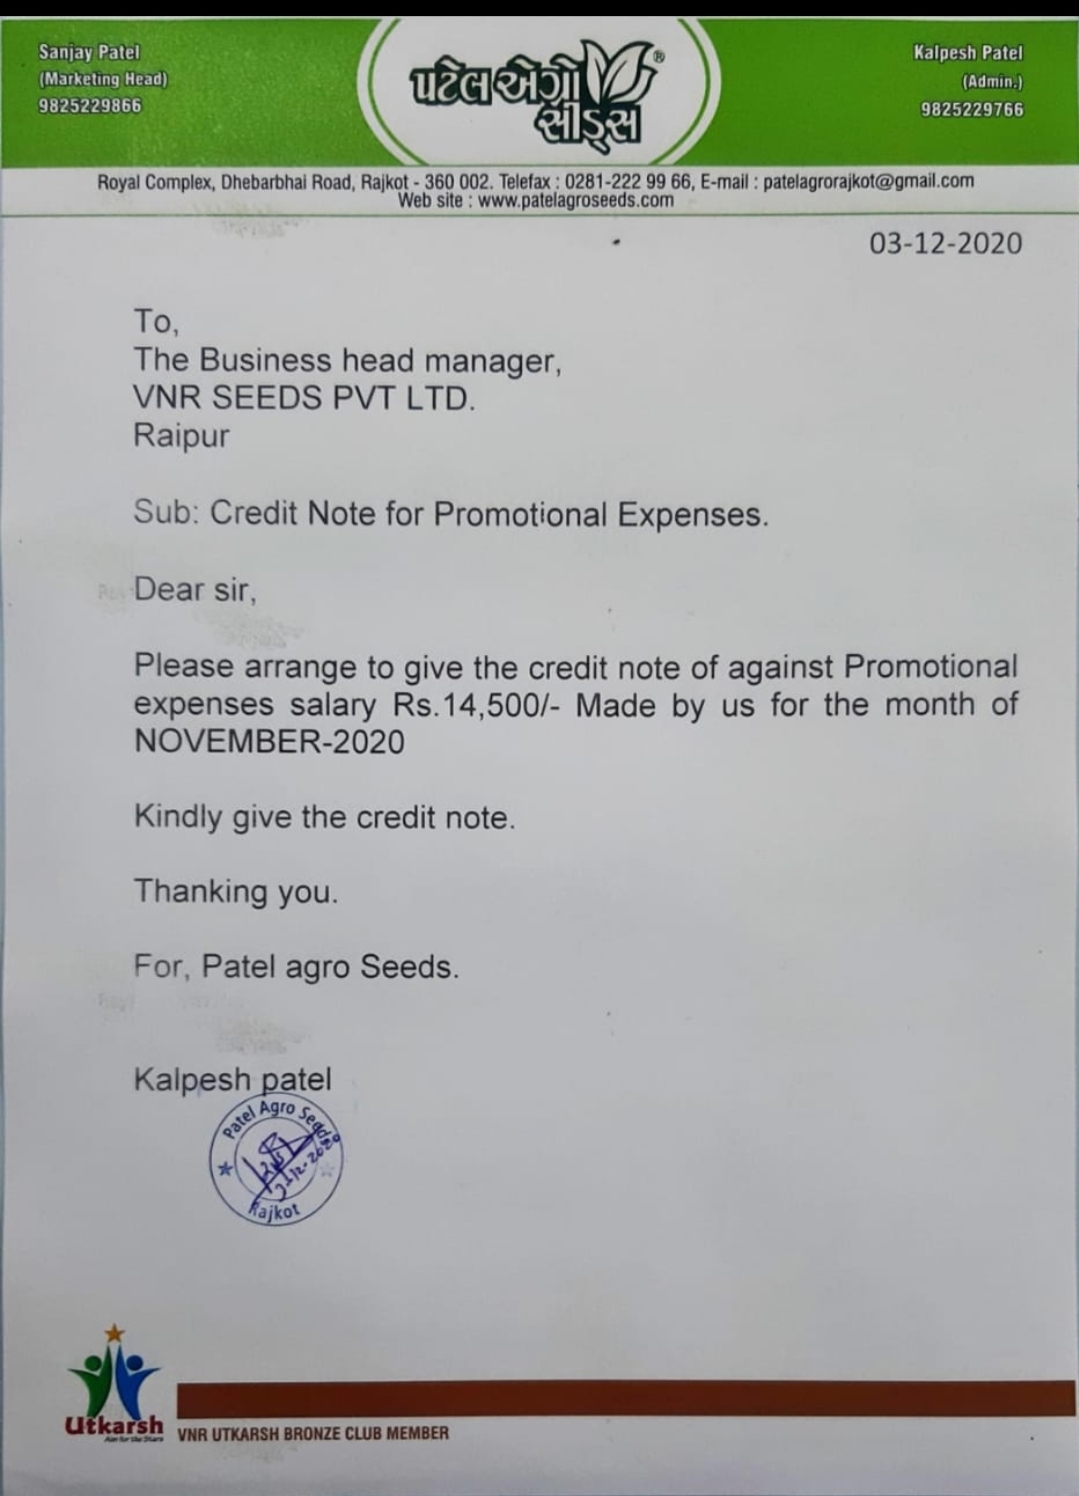 Sanjay Patel
(Marketing Head)
9825229866
પટેલ એગ્રો ®
સીડ્સ
Kalpesh Patel
(Admin.)
9825229766
Royal Complex, Dhebarbhai Road, Rajkot - 360 002. Telefax : 0281-222 99 66, E-mail : patelagrorajkot@gmail.com
Web site : www.patelagroseeds.com
03-12-2020
To,
The Business head manager,
VNR SEEDS PVT LTD.
Raipur
Sub: Credit Note for Promotional Expenses.
Dear sir,
Please arrange to give the credit note of against Promotional
expenses salary Rs.14,500/- Made by us for the month of
NOVEMBER-2020
Kindly give the credit note.
Thanking you.
For, Patel agro Seeds.
Kalpesh patel
Patel Agro Seeds
Rajkot
Utkarsh
Aim for the Stars
VNR UTKARSH BRONZE CLUB MEMBER